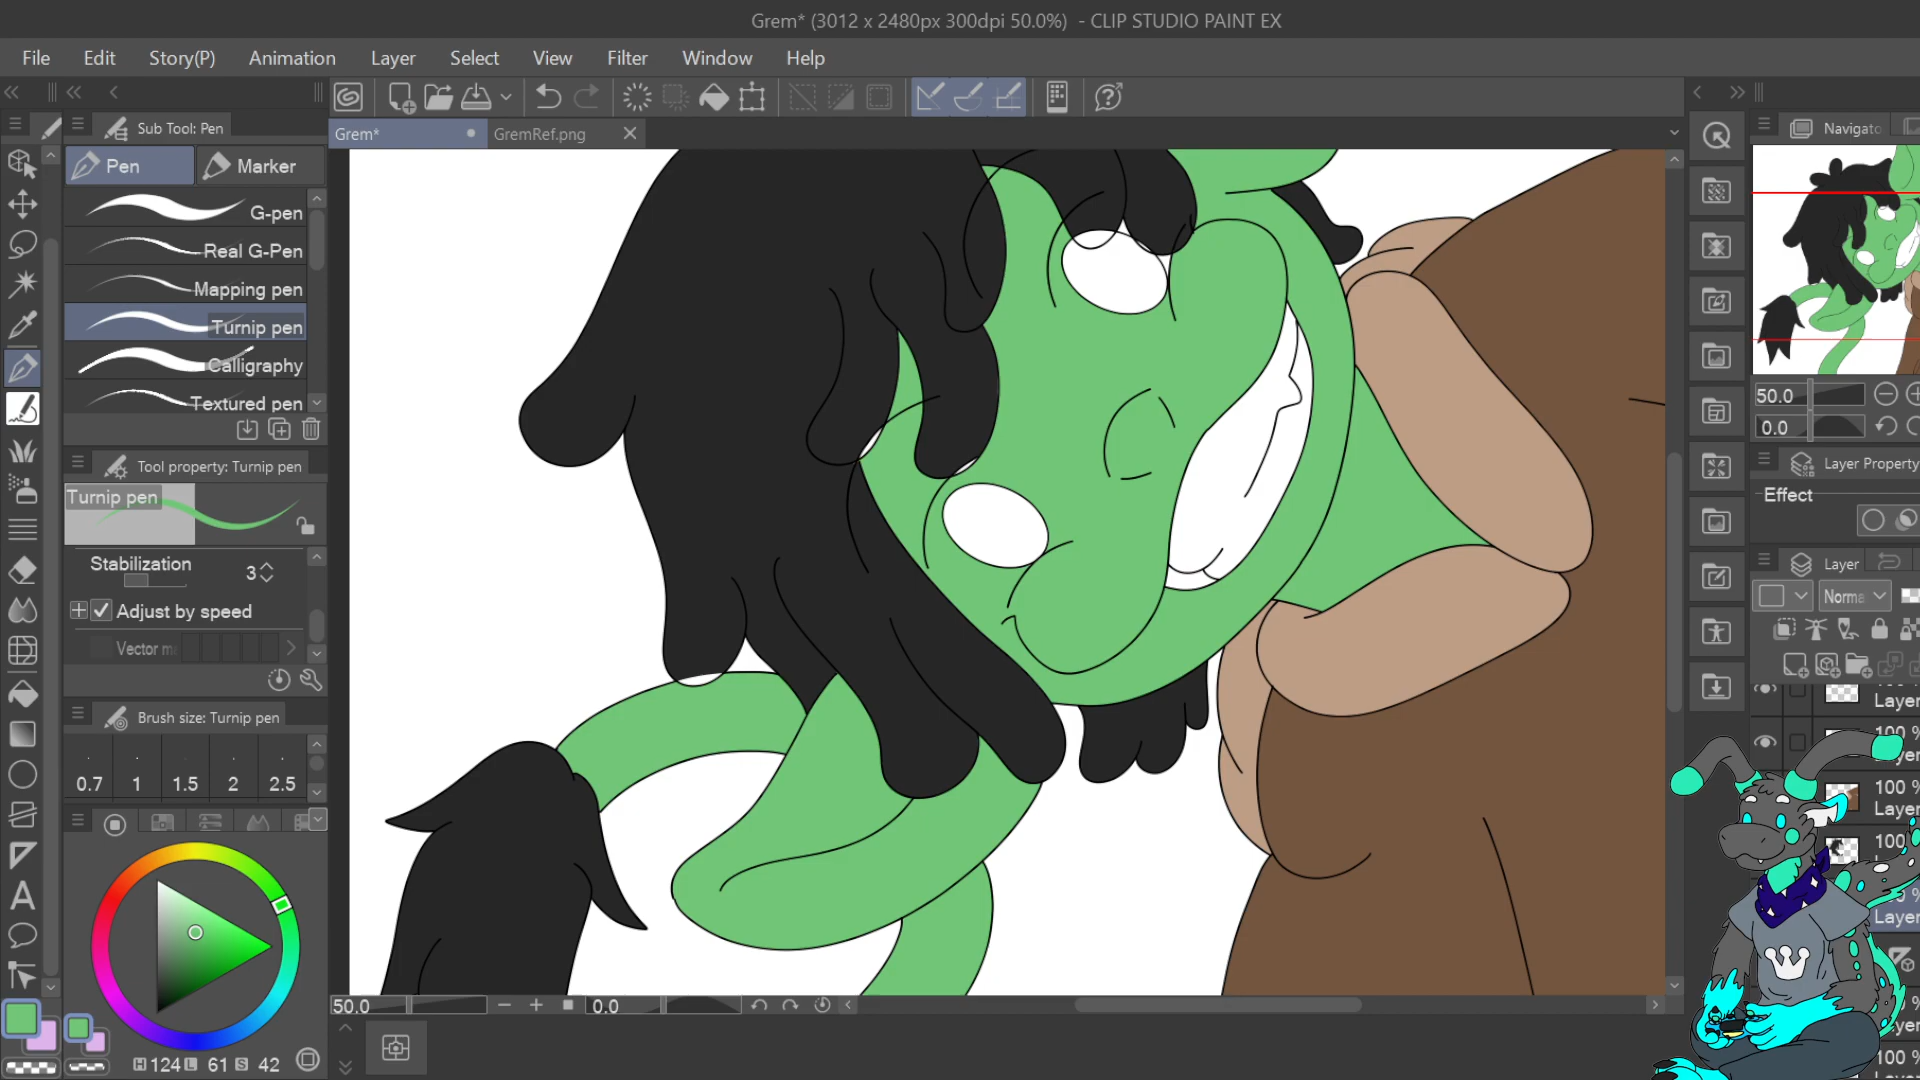 Grem* (3012 x 2480px 300dpi 50.0%) - CLIP STUDIO PAINT EX
File Edit Story(P) Animation Layer Select View Filter Window Help
Sub Tool: Pen
Navigato
Grem*
GremRef.png
Pen
Marker
G-pen
Real G-Pen
Mapping pen
Turnip pen
Calligraphy
Textured pen
50.0
0.0
Tool property: Turnip pen
Layer Property
Turnip pen
Effect
Stabilization
3
Layer
Norma
Adjust by speed
Vector m
Layer
Brush size: Turnip pen
0.7 1 1.5 2 2.5
100 %
Layer
100
Layer
50.0
0.0
H 124 L 61 S 42
100 %